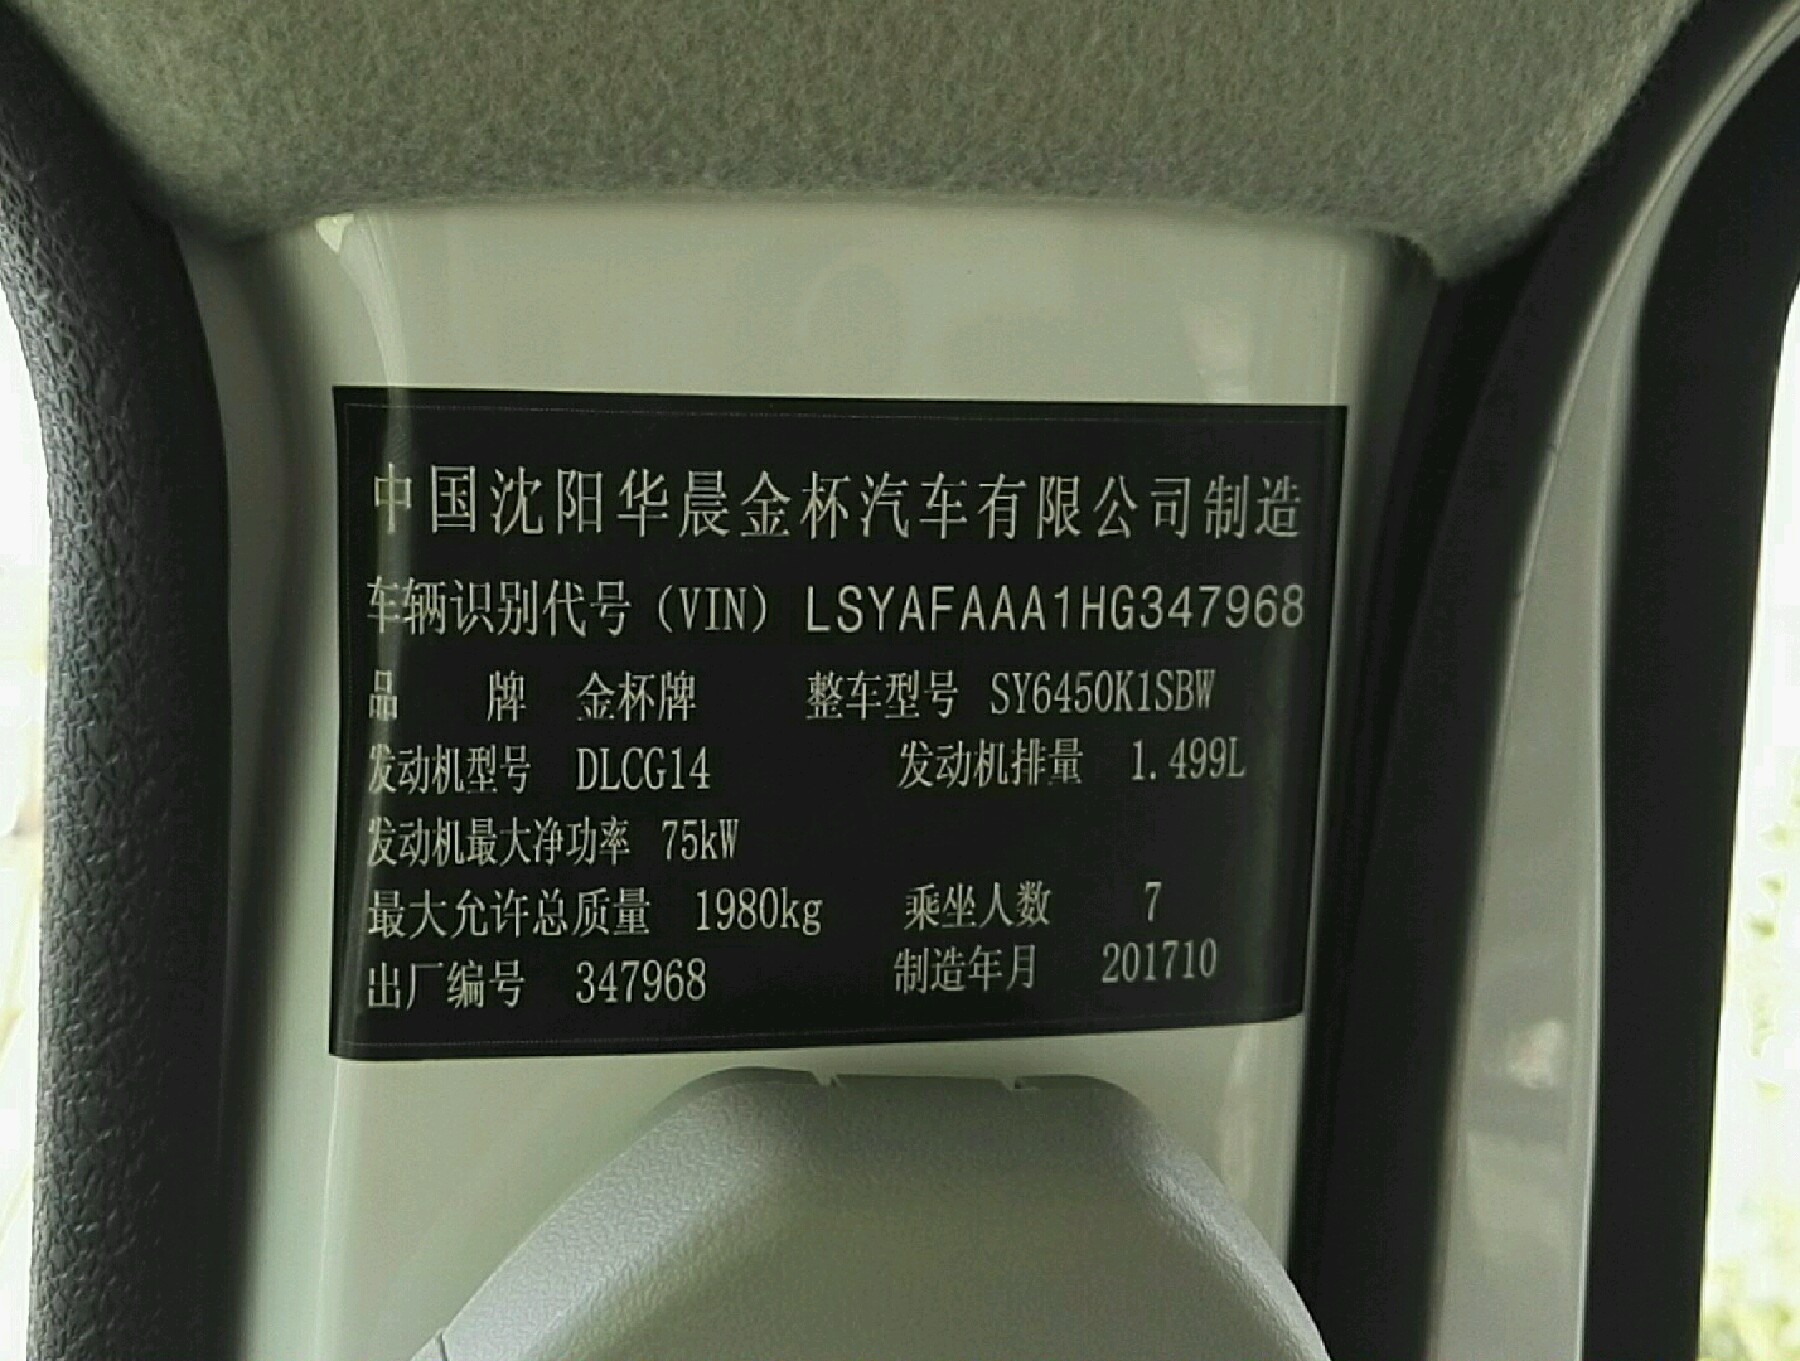 中国沈阳华晨金杯汽车有限公司制造
车辆识别代号（VIN） LSYAFAAA1HG347968
品 牌 金杯牌 整车型号 SY6450K1SBW
发动机型号 DLCG14 发动机排量 1.499L
发动机最大净功率 75kW
最大允许总质量 1980kg 乘坐人数 7
出厂编号 347968 制造年月 201710